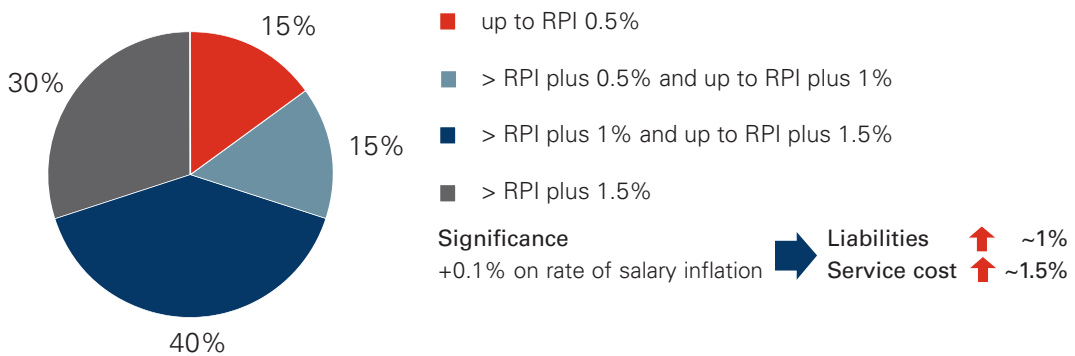 15%
30%
15%
40%
up to RPI 0.5%
> RPI plus 0.5% and up to RPI plus 1%
> RPI plus 1% and up to RPI plus 1.5%
> RPI plus 1.5%
Significance
+0.1% on rate of salary inflation
Liabilities ~1%
Service cost ~1.5%